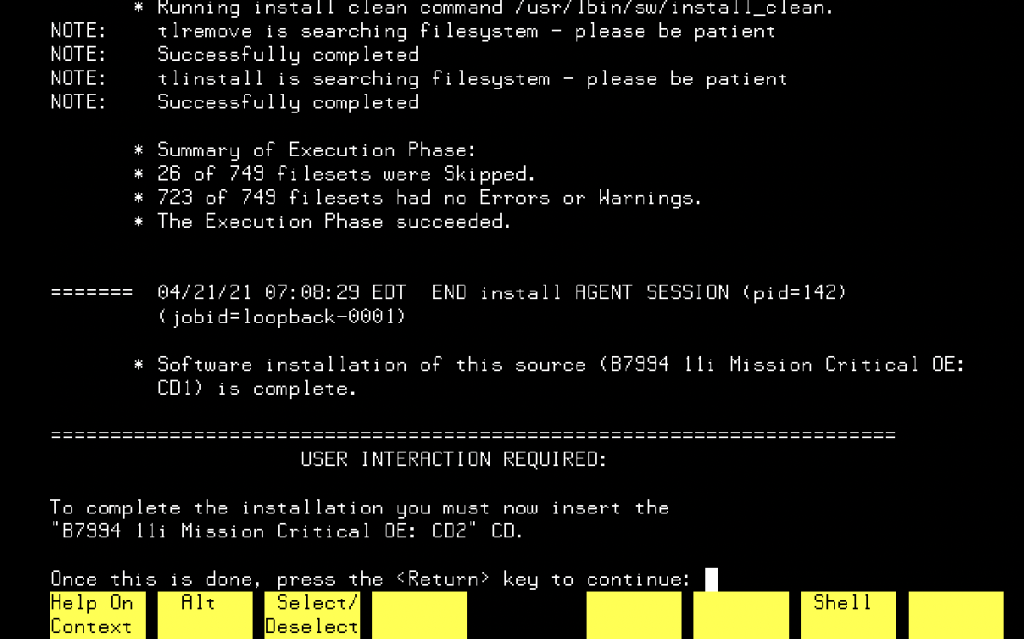 * Running install clean command /usr/lbin/sw/install_clean.
NOTE: tlremove is searching filesystem - please be patient
NOTE: Successfully completed
NOTE: tlinstall is searching filesystem - please be patient
NOTE: Successfully completed
* Summary of Execution Phase:
* 26 of 749 filesets were Skipped.
* 723 of 749 filesets had no Errors or Warnings.
* The Execution Phase succeeded.
======= 04/21/21 07:08:29 EDT END install AGENT SESSION (pid=142)
(jobid=loopback-0001)
* Software installation of this source (B7994 11i Mission Critical OE:
CD1) is complete.
=======================================================================
USER INTERACTION REQUIRED:
To complete the installation you must now insert the
"B7994 11i Mission Critical OE: CD2" CD.
Once this is done, press the <Return> key to continue:
Help On Alt Select/ Shell
Context Deselect